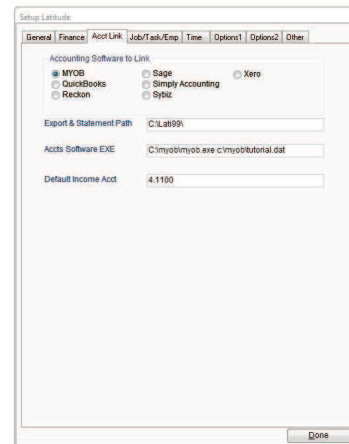 Setup Latitude
General Finance Acct Link Job/Task/Emp Time Options1 Options2 Other
Accounting Software to Link
MYOB Sage Xero
QuickBooks Simply Accounting
Reckon Sybiz
Export & Statement Path C:\Lati99\
Accts Software EXE C:\myob\myob.exe c:\myob\tutorial.dat
Default Income Acct 4.1100
Done